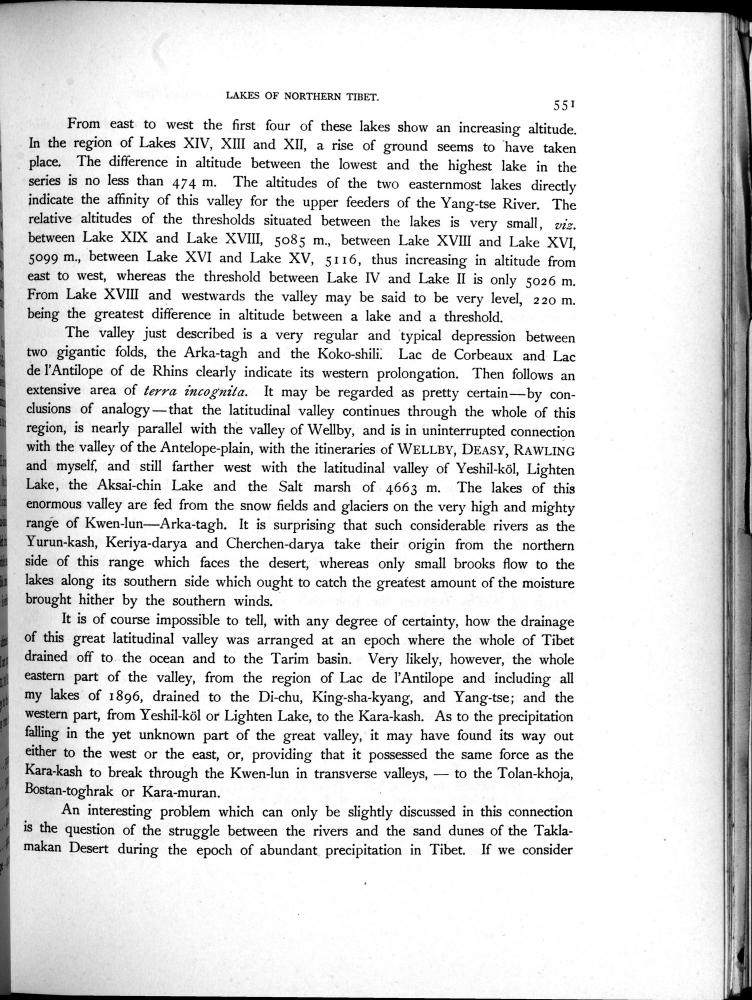 LAKES OF NORTHERN TIBET.
551
From east to west the first four of these lakes show an increasing altitude.
In the region of Lakes XIV, XIII and XII, a rise of ground seems to have taken
place. The difference in altitude between the lowest and the highest lake in the
series is no less than 474 m. The altitudes of the two easternmost lakes directly
indicate the affinity of this valley for the upper feeders of the Yang-tse River. The
relative altitudes of the thresholds situated between the lakes is very small, viz.
between Lake XIX and Lake XVIII, 5085 m., between Lake XVIII and Lake XVI,
5099 m., between Lake XVI and Lake XV, 5116, thus increasing in altitude from
east to west, whereas the threshold between Lake IV and Lake II is only 5026 m.
From Lake XVIII and westwards the valley may be said to be very level, 220 m.
being the greatest difference in altitude between a lake and a threshold.
The valley just described is a very regular and typical depression between
two gigantic folds, the Arka-tagh and the Koko-shili. Lac de Corbeaux and Lac
de l'Antilope of de Rhins clearly indicate its western prolongation. Then follows an
extensive area of terra incognita. It may be regarded as pretty certain—by con-
clusions of analogy—that the latitudinal valley continues through the whole of this
region, is nearly parallel with the valley of Wellby, and is in uninterrupted connection
with the valley of the Antelope-plain, with the itineraries of WELLBY, DEASY, RAWLING
and myself, and still farther west with the latitudinal valley of Yeshil-köl, Lighten
Lake, the Aksai-chin Lake and the Salt marsh of 4663 m. The lakes of this
enormous valley are fed from the snow fields and glaciers on the very high and mighty
range of Kwen-lun—Arka-tagh. It is surprising that such considerable rivers as the
Yurun-kash, Keriya-darya and Cherchen-darya take their origin from the northern
side of this range which faces the desert, whereas only small brooks flow to the
lakes along its southern side which ought to catch the greatest amount of the moisture
brought hither by the southern winds.
It is of course impossible to tell, with any degree of certainty, how the drainage
of this great latitudinal valley was arranged at an epoch where the whole of Tibet
drained off to the ocean and to the Tarim basin. Very likely, however, the whole
eastern part of the valley, from the region of Lac de l'Antilope and including all
my lakes of 1896, drained to the Di-chu, King-sha-kyang, and Yang-tse; and the
western part, from Yeshil-köl or Lighten Lake, to the Kara-kash. As to the precipitation
falling in the yet unknown part of the great valley, it may have found its way out
either to the west or the east, or, providing that it possessed the same force as the
Kara-kash to break through the Kwen-lun in transverse valleys, — to the Tolan-khoja,
Bostan-toghrak or Kara-muran.
An interesting problem which can only be slightly discussed in this connection
is the question of the struggle between the rivers and the sand dunes of the Takla-
makan Desert during the epoch of abundant precipitation in Tibet. If we consider